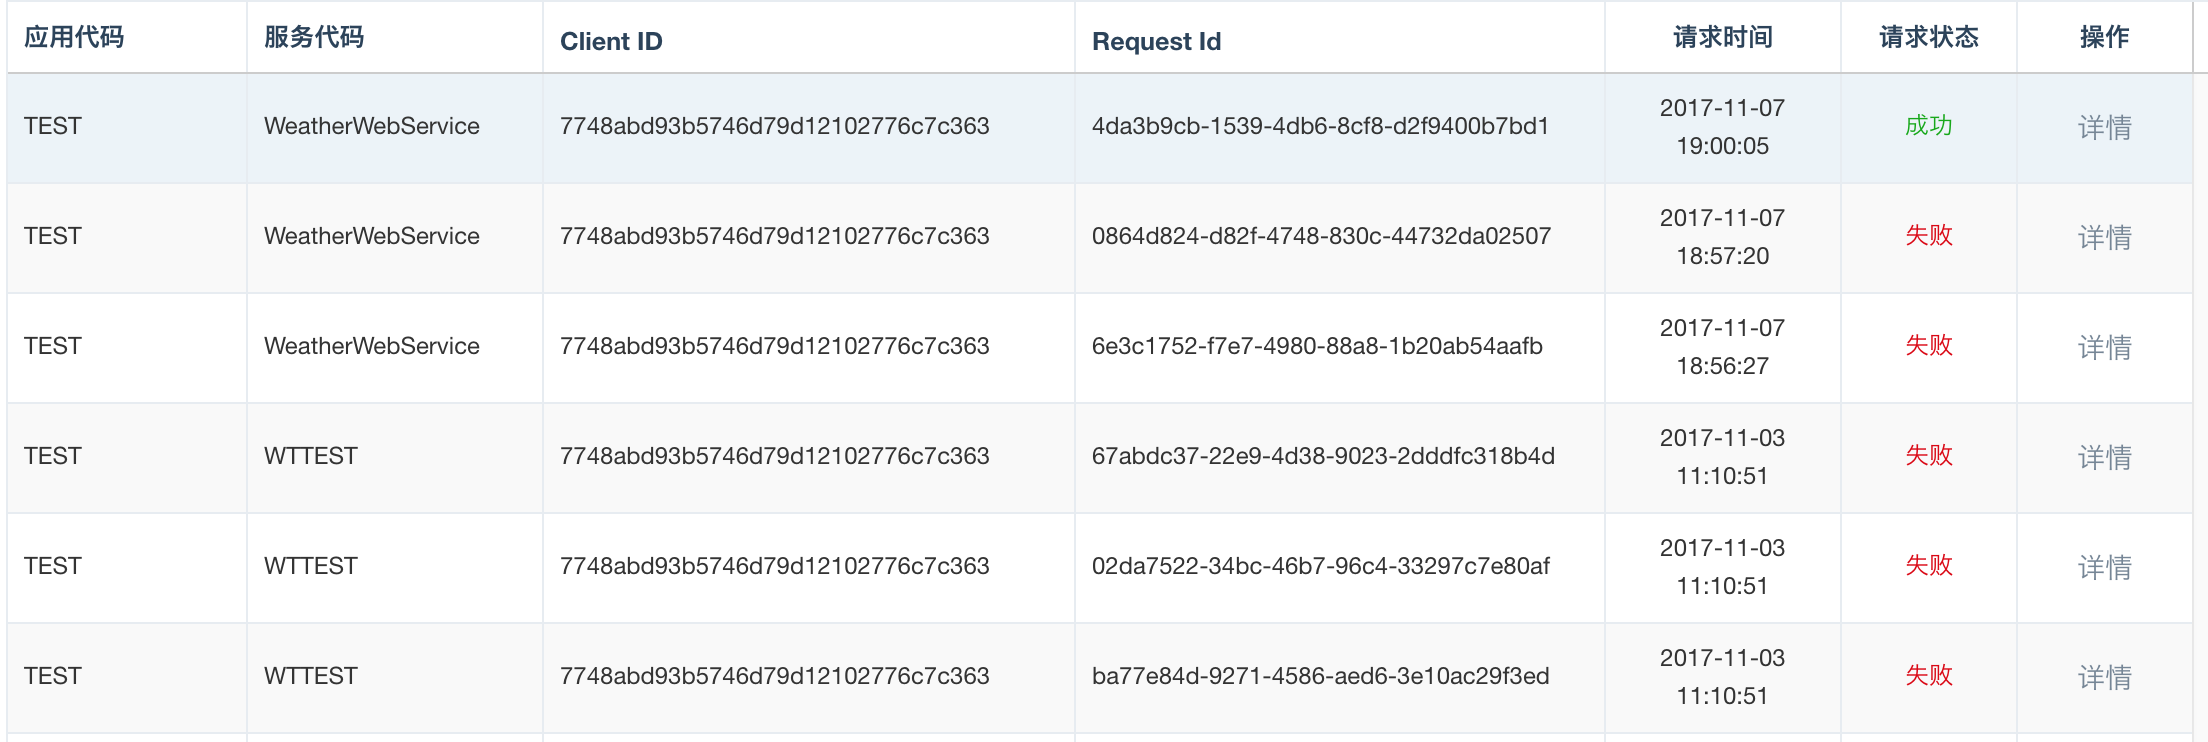 应用代码 服务代码 Client ID Request Id 请求时间 请求状态 操作
TEST WeatherWebService 7748abd93b5746d79d12102776c7c363 4da3b9cb-1539-4db6-8cf8-d2f9400b7bd1 2017-11-07 19:00:05 成功 详情
TEST WeatherWebService 7748abd93b5746d79d12102776c7c363 0864d824-d82f-4748-830c-44732da02507 2017-11-07 18:57:20 失败 详情
TEST WeatherWebService 7748abd93b5746d79d12102776c7c363 6e3c1752-f7e7-4980-88a8-1b20ab54aafb 2017-11-07 18:56:27 失败 详情
TEST WTTEST 7748abd93b5746d79d12102776c7c363 67abdc37-22e9-4d38-9023-2dddfc318b4d 2017-11-03 11:10:51 失败 详情
TEST WTTEST 7748abd93b5746d79d12102776c7c363 02da7522-34bc-46b7-96c4-33297c7e80af 2017-11-03 11:10:51 失败 详情
TEST WTTEST 7748abd93b5746d79d12102776c7c363 ba77e84d-9271-4586-aed6-3e10ac29f3ed 2017-11-03 11:10:51 失败 详情